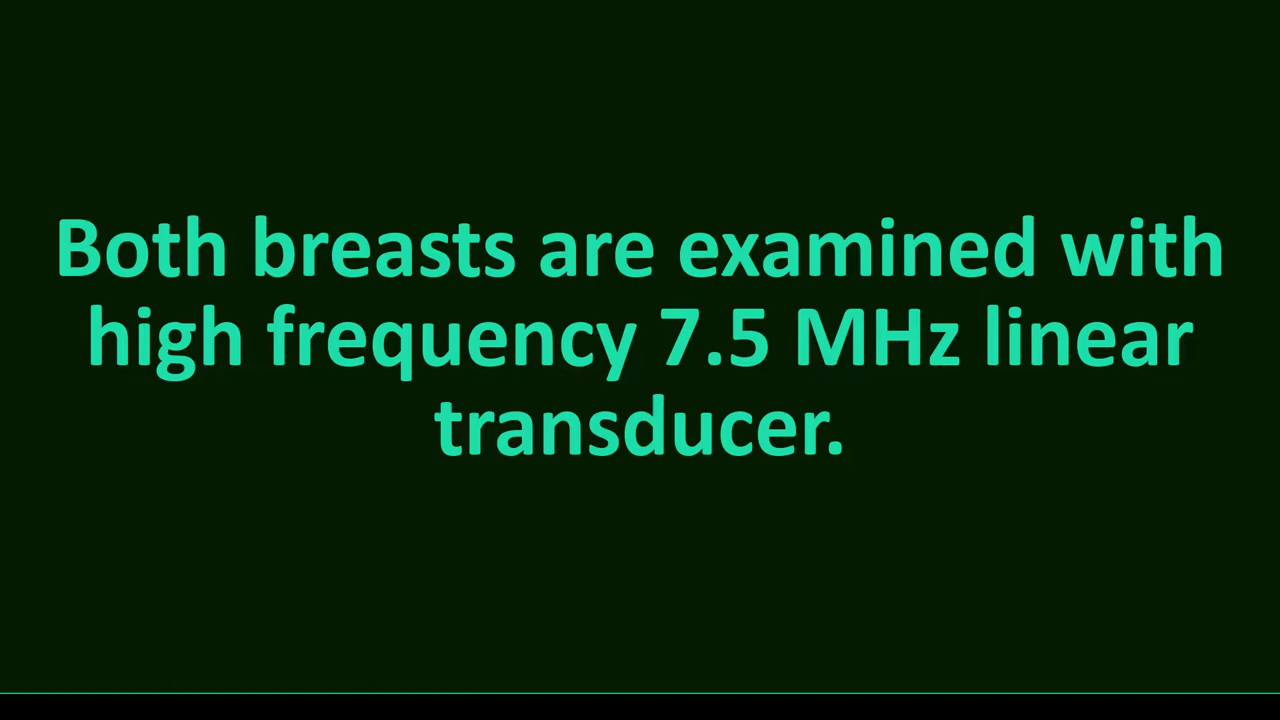 Both breasts are examined with
high frequency 7.5 MHz linear
transducer.